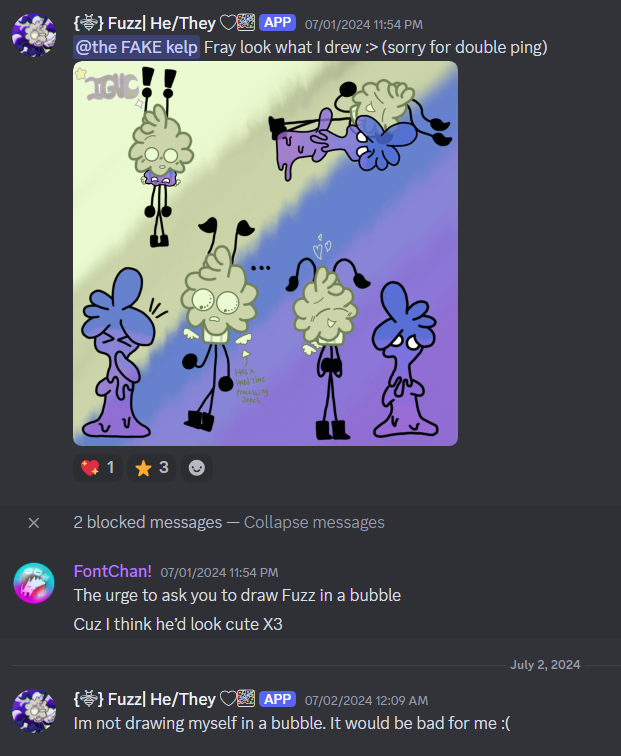 {🐝} Fuzz| He/They ♡ APP 07/01/2024 11:54 PM
@the FAKE kelp Fray look what I drew :> (sorry for double ping)
IGNC
...
HAS A
HARD TIME
1
3
2 blocked messages — Collapse messages
FontChan! 07/01/2024 11:54 PM
The urge to ask you to draw Fuzz in a bubble
Cuz I think he'd look cute X3
July 2, 2024
{🐝} Fuzz| He/They ♡ APP 07/02/2024 12:09 AM
Im not drawing myself in a bubble. It would be bad for me :(